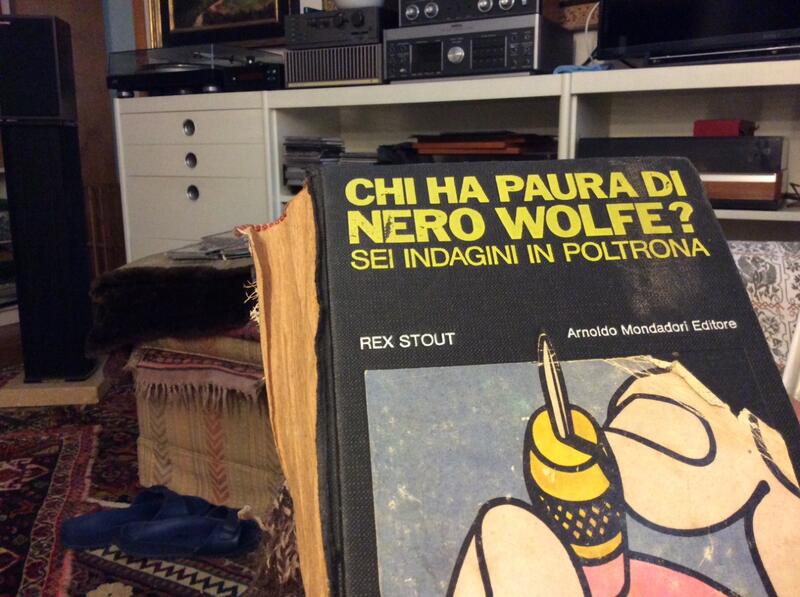 CHI HA PAURA DI
NERO WOLFE?
SEI INDAGINI IN POLTRONA
REX STOUT
Arnoldo Mondadori Editore